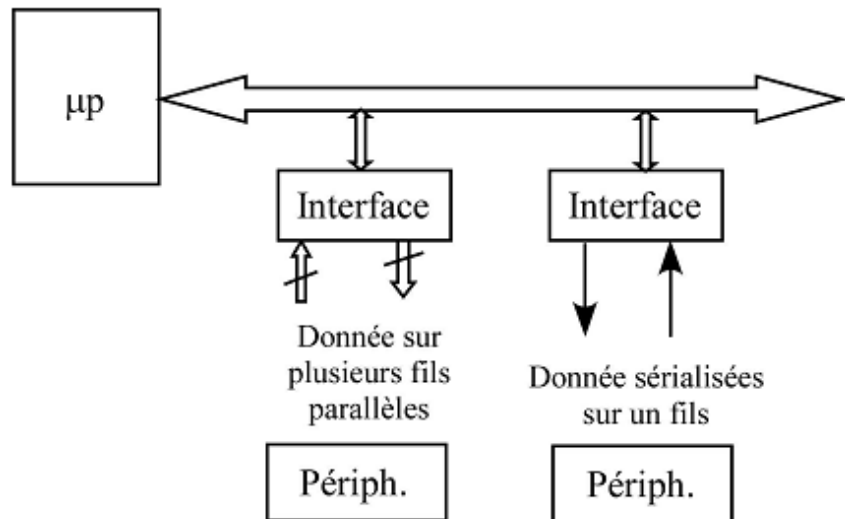 μp
Interface
Interface
Donnée sur
plusieurs fils
parallèles
Donnée sérialisées
sur un fils
Périph.
Périph.